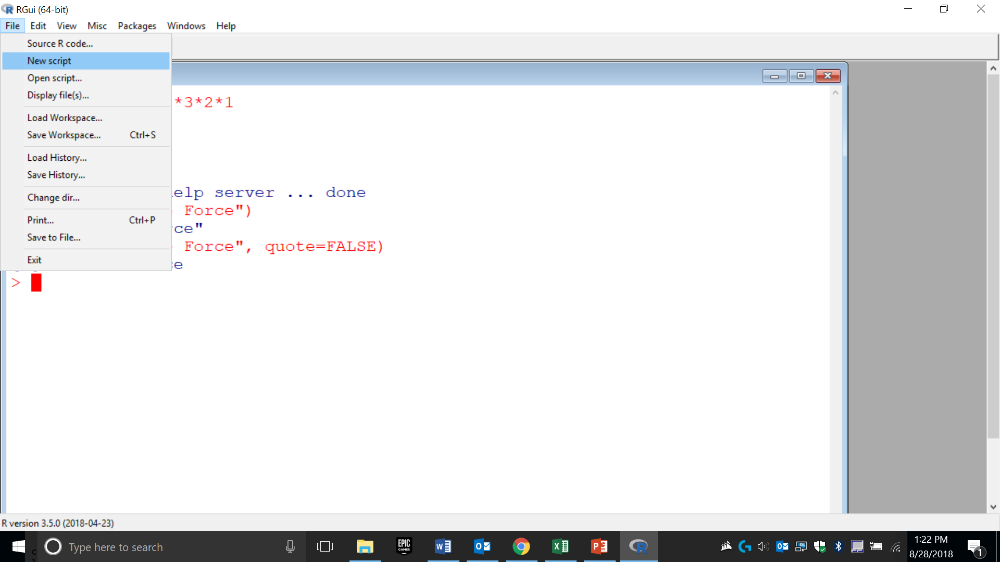 RGui (64-bit)
File Edit View Misc Packages Windows Help
Source R code...
New script
Open script...
Display file(s)...
Load Workspace...
Save Workspace... Ctrl+S
Load History...
Save History...
Change dir...
Print... Ctrl+P
Save to File...
Exit
*3*2*1
elp server ... done
Force")
ce"
Force", quote=FALSE)
e
>
R version 3.5.0 (2018-04-23)
Type here to search
EPIC
GAMES
1:22 PM
8/28/2018
1